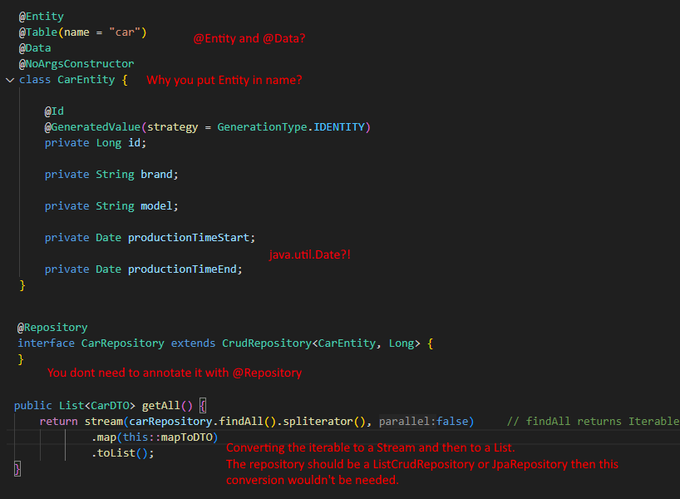 @Entity
@Table(name = "car")
@Entity and @Data?
@Data
@NoArgsConstructor
class CarEntity {
Why you put Entity in name?
@Id
@GeneratedValue(strategy = GenerationType.IDENTITY)
private Long id;
private String brand;
private String model;
private Date productionTimeStart;
java.util.Date?!
private Date productionTimeEnd;
}
@Repository
interface CarRepository extends CrudRepository<CarEntity, Long> {
}
You dont need to annotate it with @Repository
public List<CarDTO> getAll() {
return stream(carRepository.findAll().spliterator(), parallel:false) // findAll returns Iterable
.map(this::mapToDTO)
.toList();
Converting the iterable to a Stream and then to a List.
The repository should be a ListCrudRepository or JpaRepository then this
conversion wouldn't be needed.
}